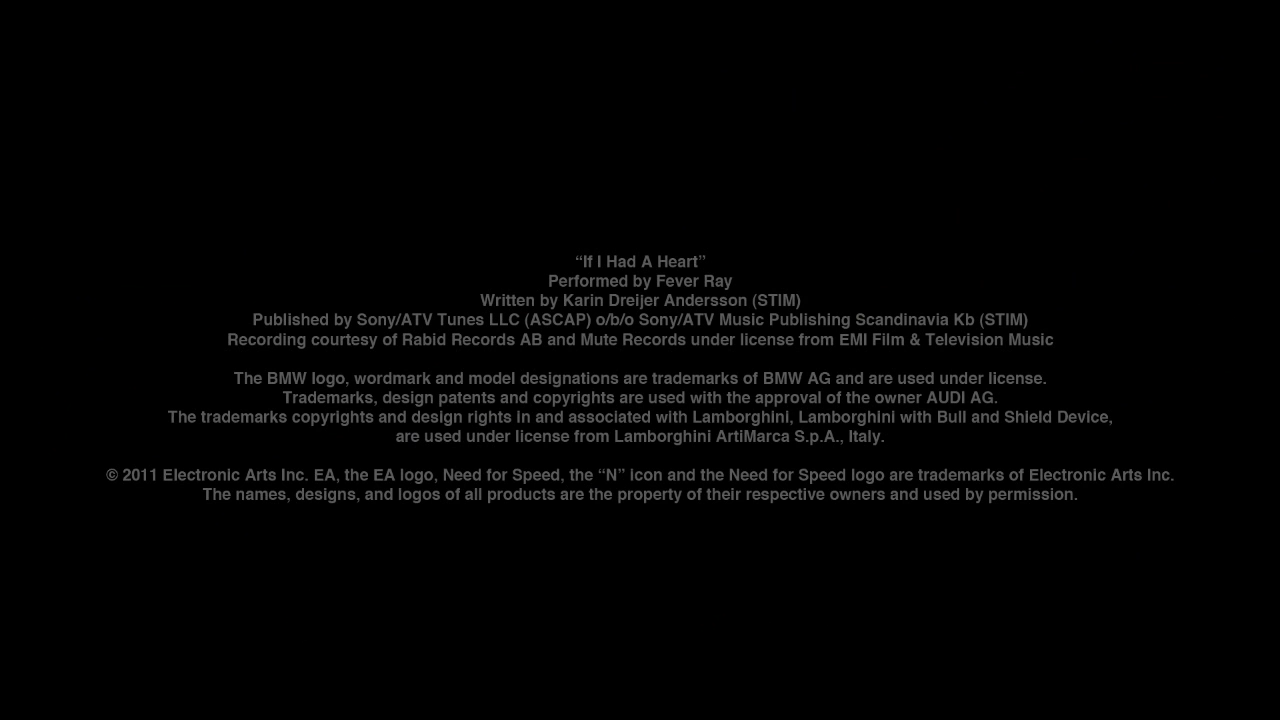 “If I Had A Heart”
Performed by Fever Ray
Written by Karin Dreijer Andersson (STIM)
Published by Sony/ATV Tunes LLC (ASCAP) o/b/o Sony/ATV Music Publishing Scandinavia Kb (STIM)
Recording courtesy of Rabid Records AB and Mute Records under license from EMI Film & Television Music
The BMW logo, wordmark and model designations are trademarks of BMW AG and are used under license.
Trademarks, design patents and copyrights are used with the approval of the owner AUDI AG.
The trademarks copyrights and design rights in and associated with Lamborghini, Lamborghini with Bull and Shield Device,
are used under license from Lamborghini ArtiMarca S.p.A., Italy.
© 2011 Electronic Arts Inc. EA, the EA logo, Need for Speed, the “N” icon and the Need for Speed logo are trademarks of Electronic Arts Inc.
The names, designs, and logos of all products are the property of their respective owners and used by permission.